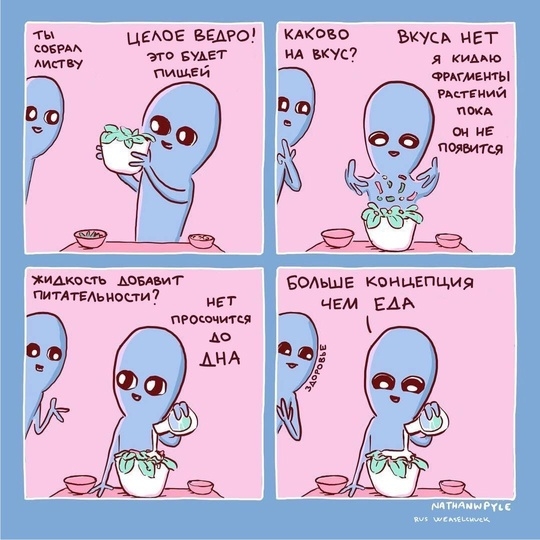 ТЫ
СОБРАЛ
ЛИСТВУ
ЦЕЛОЕ ВЕДРО!
ЭТО БУДЕТ
ПИЩЕЙ
КАКОВО
НА ВКУС?
ВКУСА НЕТ
Я КИДАЮ
ФРАГМЕНТЫ
РАСТЕНИЙ
ПОКА
ОН НЕ
ПОЯВИТСЯ
ЖИДКОСТЬ ДОБАВИТ
ПИТАТЕЛЬНОСТИ?
НЕТ
ПРОСОЧИТСЯ
ДО
ДНА
БОЛЬШЕ КОНЦЕПЦИЯ
ЧЕМ ЕДА
ЗДОРОВЬЕ
NATHANWPYLE
RUS WEASELCHUCK